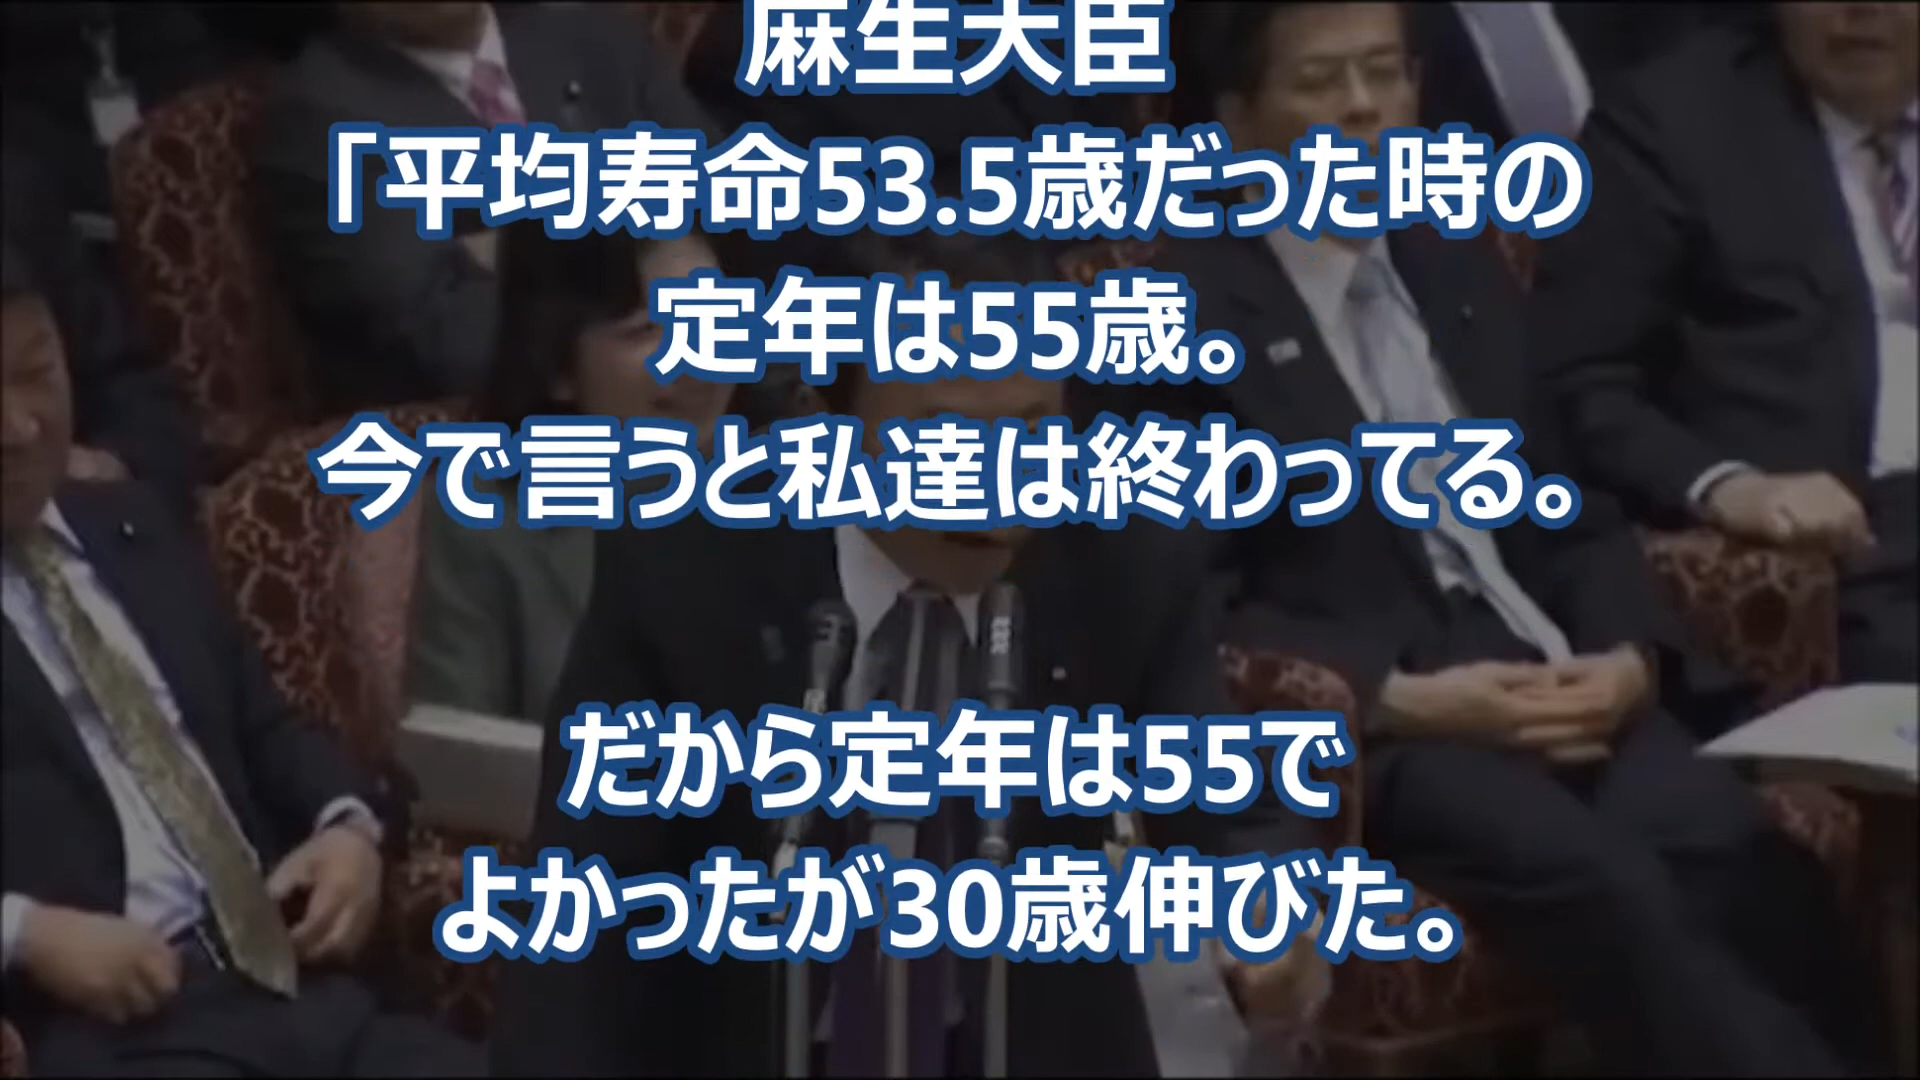 麻生大臣
「平均寿命53.5歳だった時の
定年は55歳。
今で言うと私達は終わってる。
だから定年は55で
よかったが30歳伸びた。